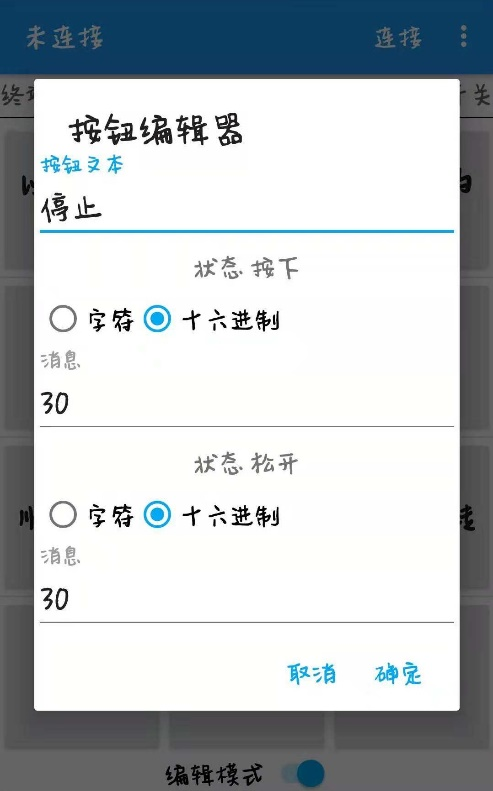 未连接 连接
终
关
按钮编辑器
按钮文本
停止
状态 按下
字符 十六进制
消息
30
状态 松开
字符 十六进制
消息
30
取消 确定
编辑模式